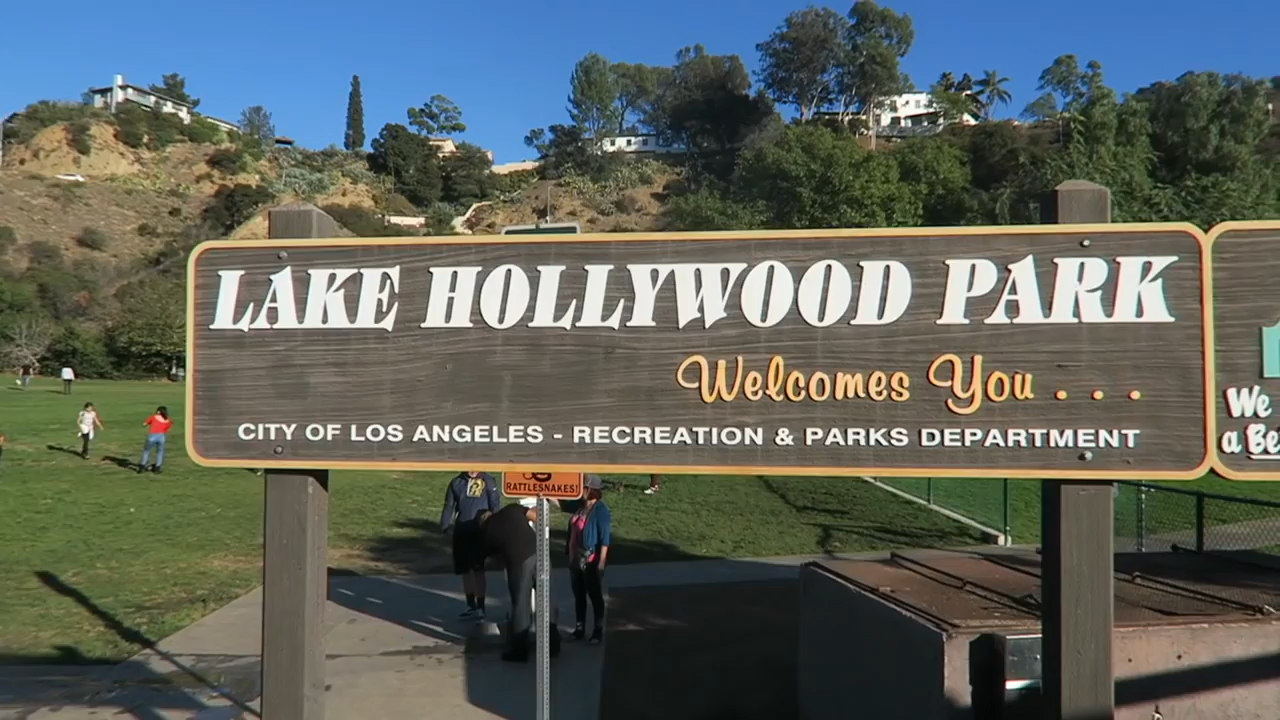 LAKE HOLLYWOOD PARK
Welcomes You . . .
CITY OF LOS ANGELES - RECREATION & PARKS DEPARTMENT
We
a Be
RATTLESNAKES!